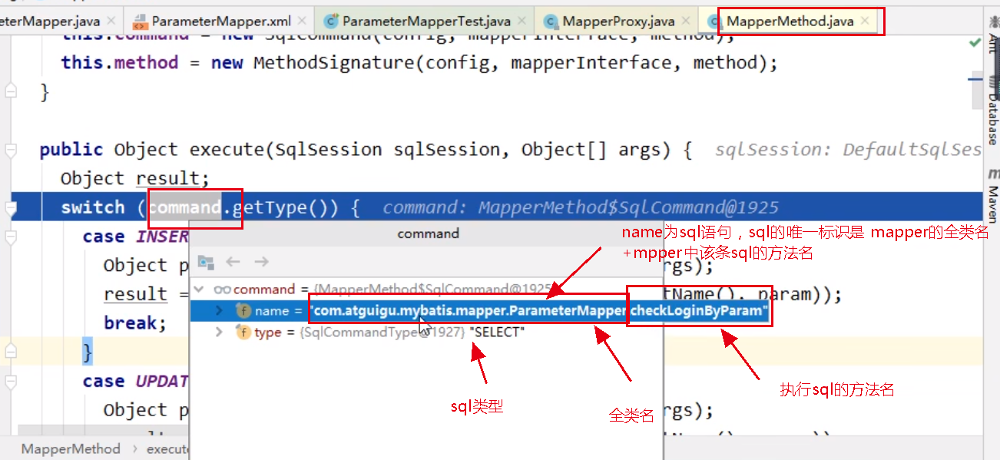 eterMapper.java
ParameterMapper.xml
ParameterMapperTest.java
MapperProxy.java
MapperMethod.java
this.command = new SqlCommand(config, mapperInterface, method);
this.method = new MethodSignature(config, mapperInterface, method);
}
public Object execute(SqlSession sqlSession, Object[] args) { sqlSession: DefaultSqlSes
Object result;
switch (command.getType()) { command: MapperMethod$SqlCommand@1925
command
name为sql语句，sql的唯一标识是 mapper的全类名
+mpper中该条sql的方法名
case INSER
Object p
rgs);
result =
tName(), param));
break;
}
case UPDAT
Object p
rgs);
command = {MapperMethod$SqlCommand@1925
name = "com.atguigu.mybatis.mapper.ParameterMapper.checkLoginByParam"
type = {SqlCommandType@1927} "SELECT"
sql类型
全类名
执行sql的方法名
MapperMethod
execute
Ant
Database
Maven